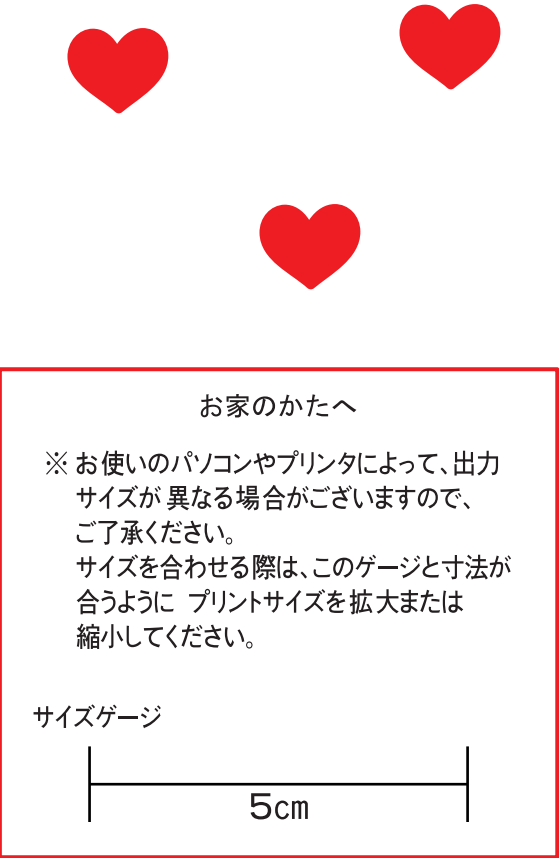 お家のかたへ
※ お使いのパソコンやプリンタによって、出力
サイズが 異なる場合がございますので、
ご了承ください。
サイズを合わせる際は、このゲージと寸法が
合うように プリントサイズを拡大または
縮小してください。
サイズゲージ
5cm